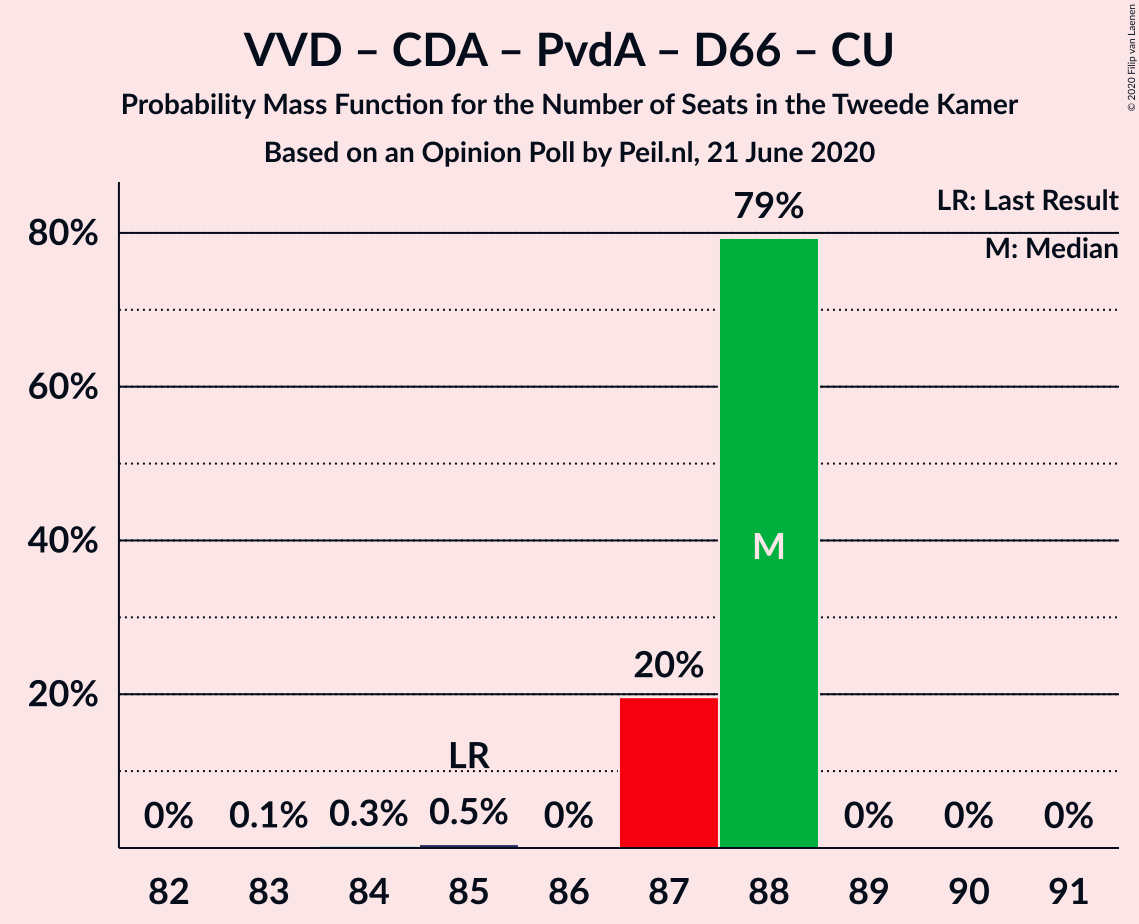 VVD – CDA – PvdA – D66 – CU
Probability Mass Function for the Number of Seats in the Tweede Kamer
Based on an Opinion Poll by Peil.nl, 21 June 2020
© 2020 Filip van Laenen
LR: Last Result
M: Median
80%
60%
40%
20%
0%
0.1%
0.3%
LR
0.5%
0%
20%
79%
M
0%
0%
0%
82 83 84 85 86 87 88 89 90 91